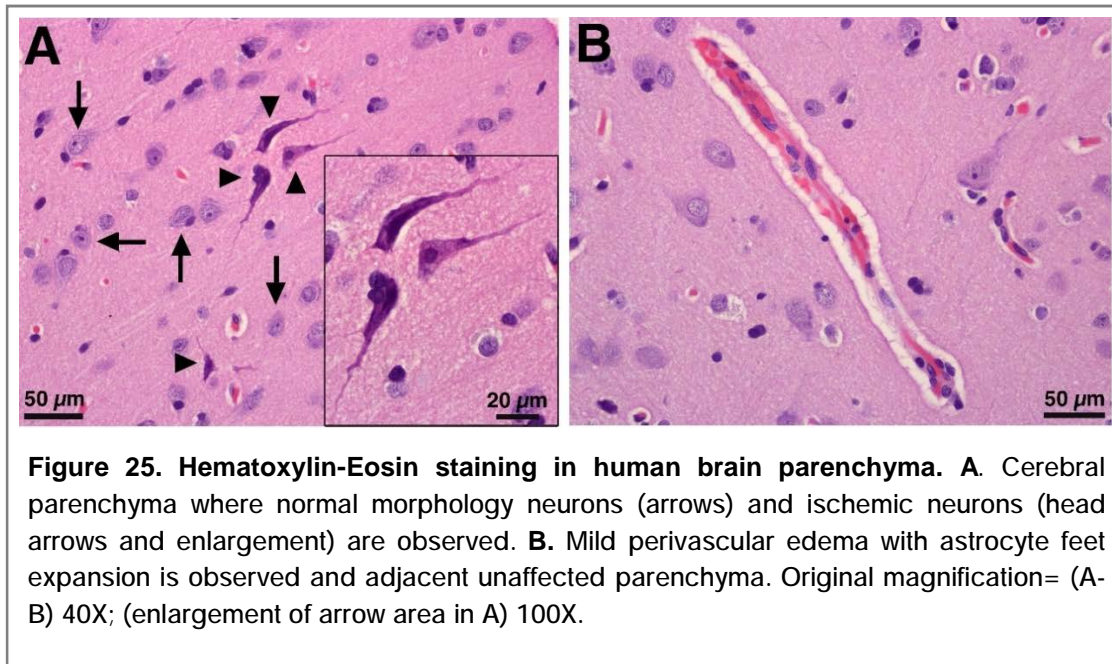 A
B
50 µm
20 µm
50 µm
Figure 25. Hematoxylin-Eosin staining in human brain parenchyma. A. Cerebral
parenchyma where normal morphology neurons (arrows) and ischemic neurons (head
arrows and enlargement) are observed. B. Mild perivascular edema with astrocyte feet
expansion is observed and adjacent unaffected parenchyma. Original magnification= (A-
B) 40X; (enlargement of arrow area in A) 100X.